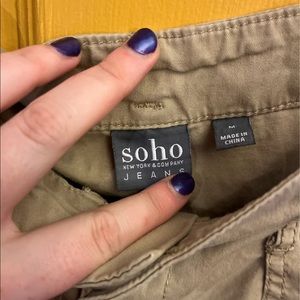 soho
NEW YORK & COMPANY
JEANS
M
MADE IN
CHINA